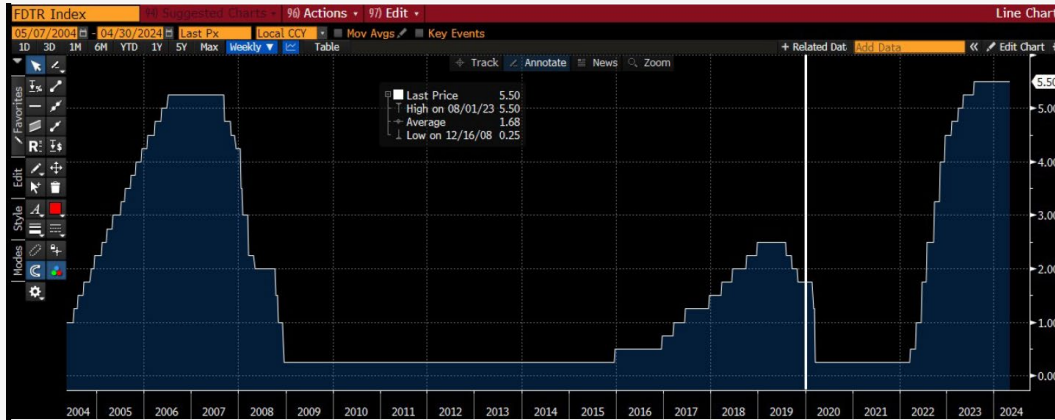 FDTR Index 94) Suggested Charts 96) Actions 97) Edit Line Chart
05/07/2004 - 04/30/2024 Last Px Local CCY Mov Avgs Key Events
1D 3D 1M 6M YTD 1Y 5Y Max Weekly ▼ Table + Related Dat Add Data « Edit Chart
Track Annotate News Zoom
Last Price 5.50
High on 08/01/23 5.50
Average 1.68
Low on 12/16/08 0.25
Favorites
Edit
Style
Modes
5.50
5.00
4.00
3.00
2.00
1.00
0.00
2004 2005 2006 2007 2008 2009 2010 2011 2012 2013 2014 2015 2016 2017 2018 2019 2020 2021 2022 2023 2024